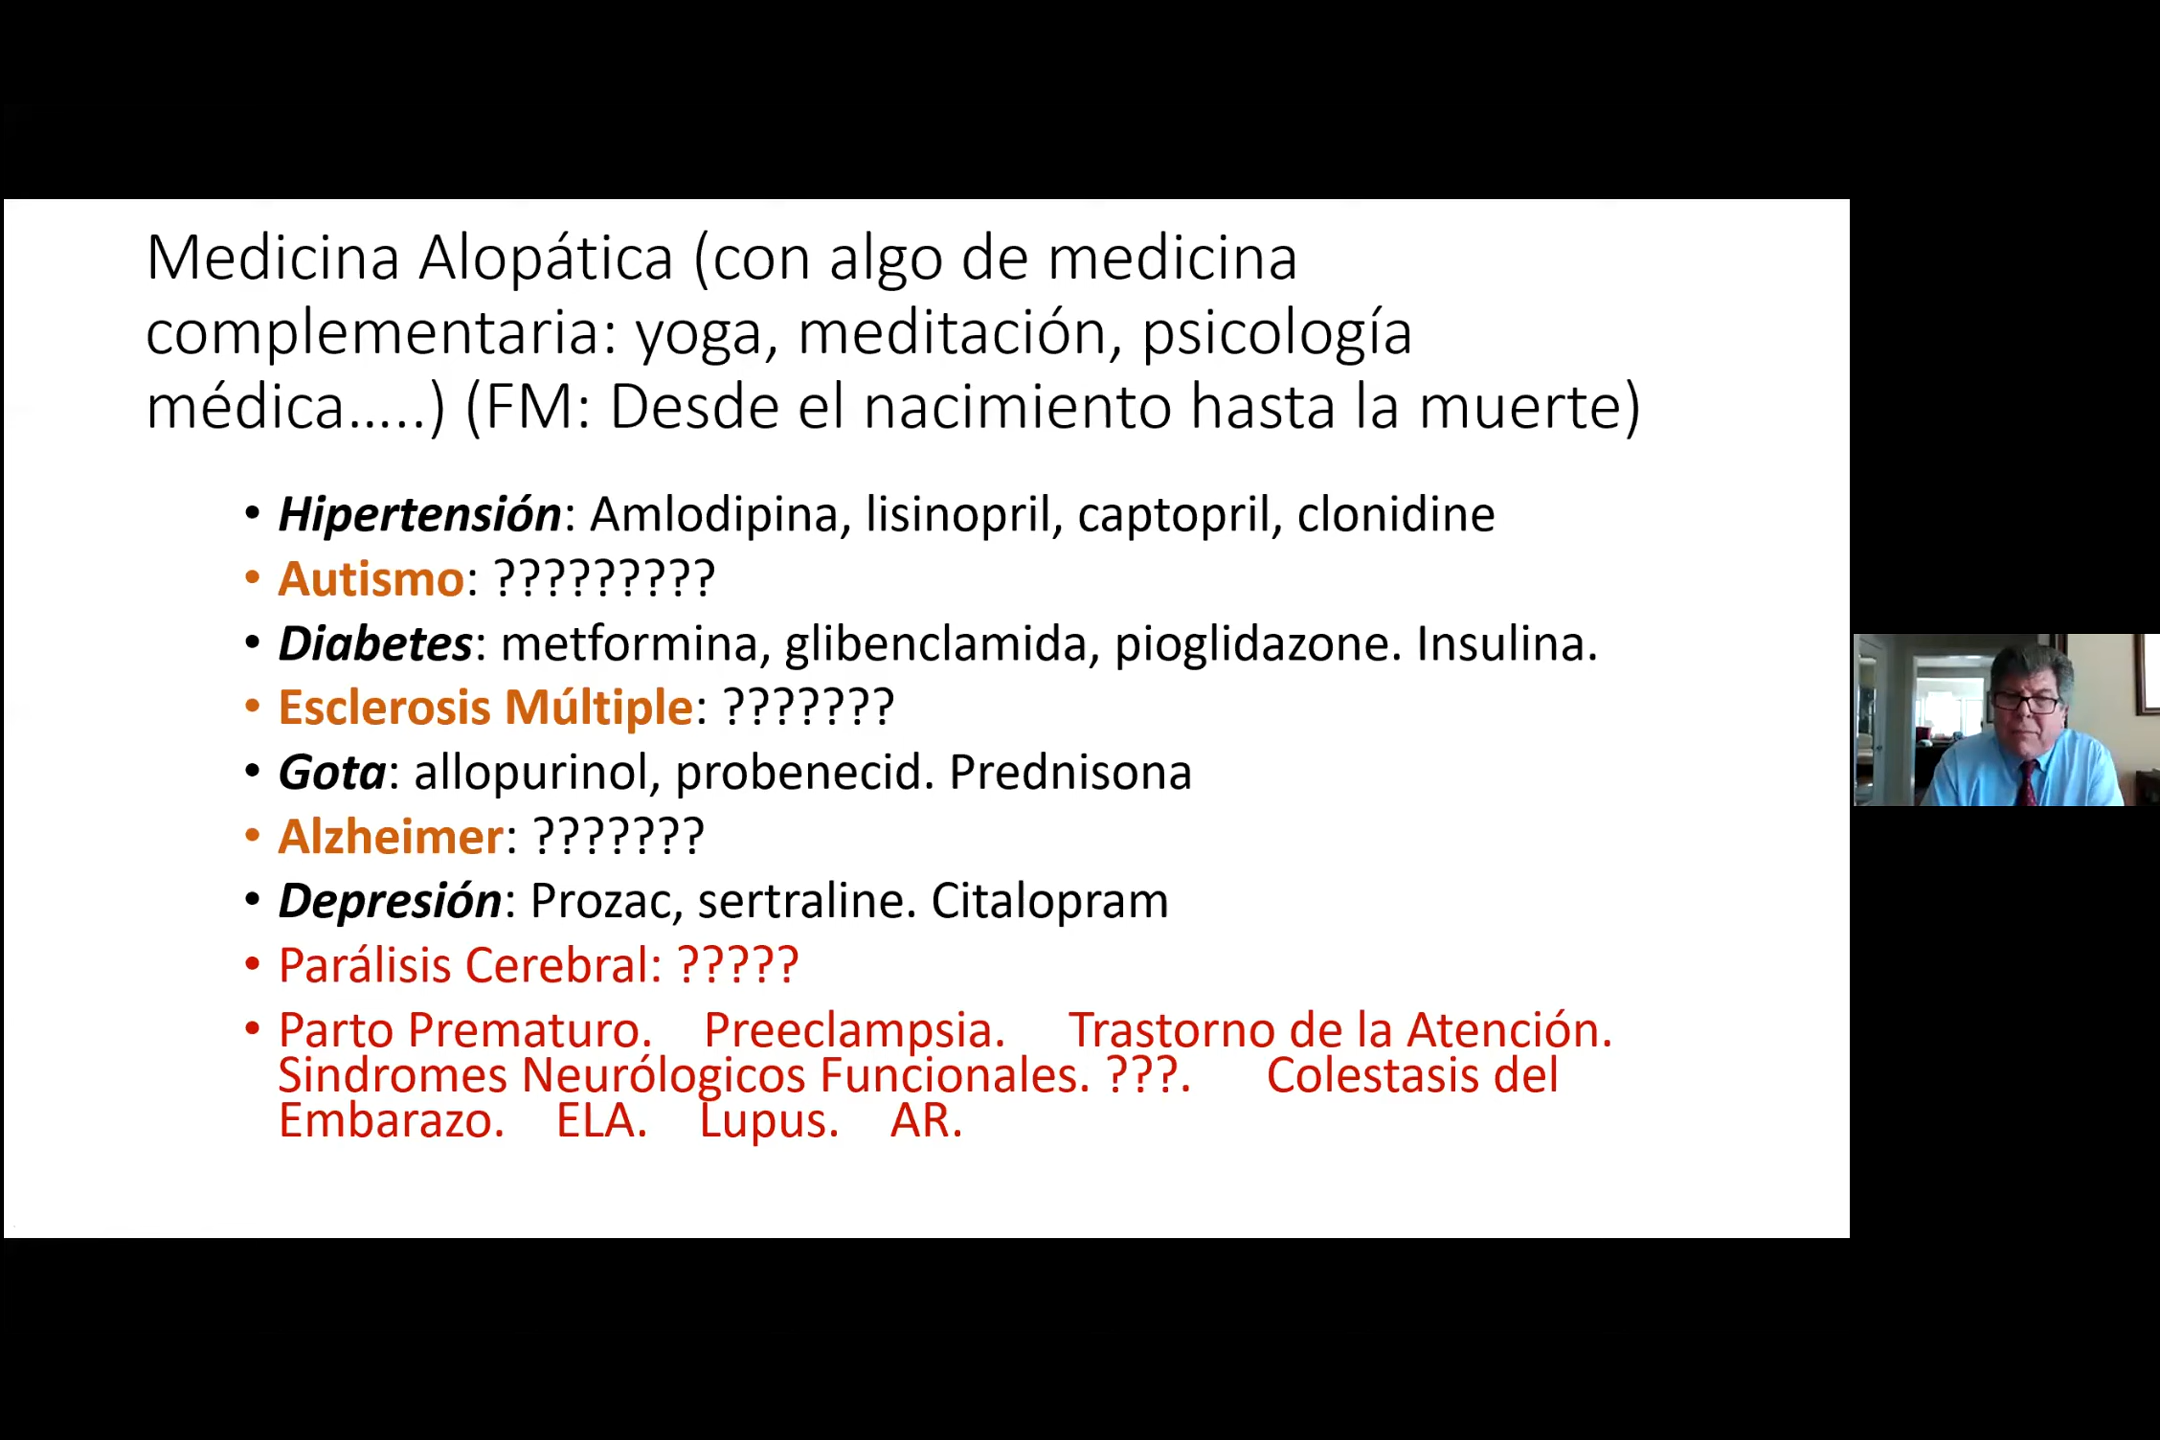 Medicina Alopática (con algo de medicina
complementaria: yoga, meditación, psicología
médica.....) (FM: Desde el nacimiento hasta la muerte)
• Hipertensión: Amlodipina, lisinopril, captopril, clonidine
• Autismo: ?????????
• Diabetes: metformina, glibenclamida, pioglidazone. Insulina.
• Esclerosis Múltiple: ???????
• Gota: allopurinol, probenecid. Prednisona
• Alzheimer: ???????
• Depresión: Prozac, sertraline. Citalopram
• Parálisis Cerebral: ?????
• Parto Prematuro. Preeclampsia. Trastorno de la Atención.
Sindromes Neurólogicos Funcionales. ???. Colestasis del
Embarazo. ELA. Lupus. AR.